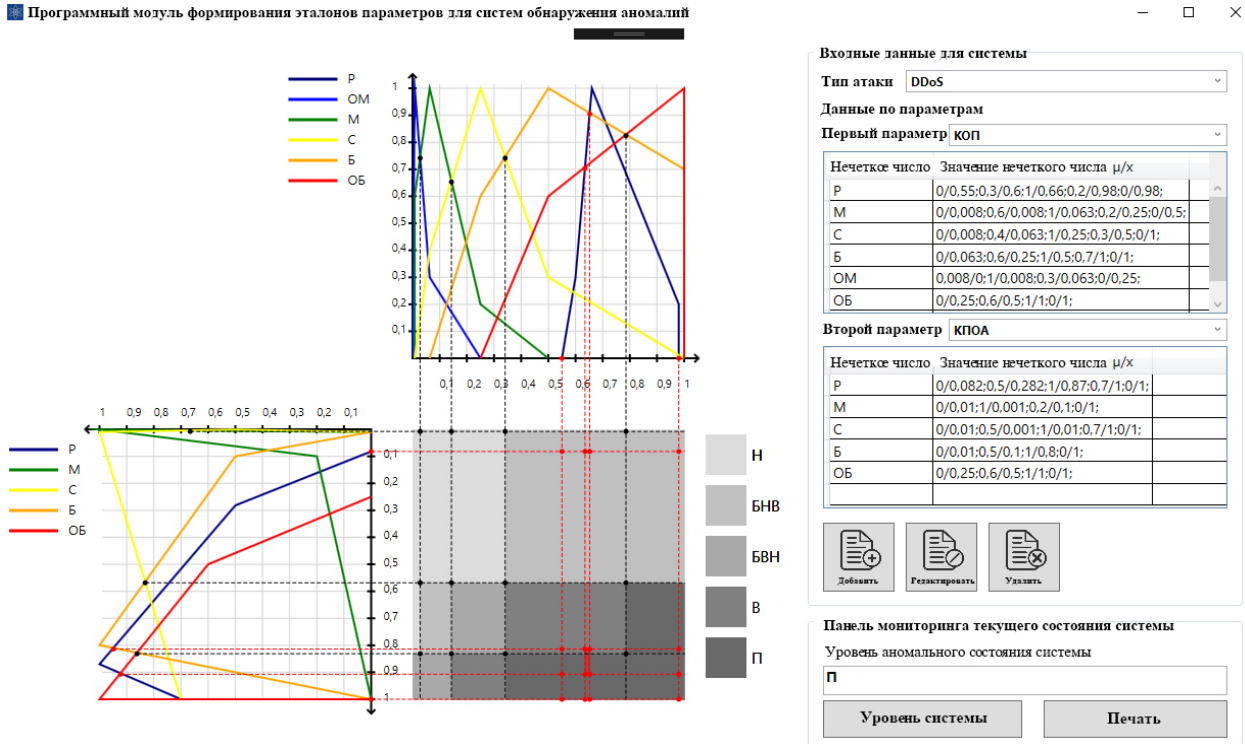 Программный модуль формирования эталонов параметров для систем обнаружения аномалий
Р
ОМ
М
С
Б
ОБ
1
0,9
0,8
0,7
0,6
0,5
0,4
0,3
0,2
0,1
0,1 0,2 0,3 0,4 0,5 0,6 0,7 0,8 0,9 1
1 0,9 0,8 0,7 0,6 0,5 0,4 0,3 0,2 0,1
Р
М
С
Б
ОБ
0,1
0,2
0,3
0,4
0,5
0,6
0,7
0,8
0,9
1
Н
БНВ
БВН
В
П
Входные данные для системы
Тип атаки DDoS
Данные по параметрам
Первый параметр КОП
Нечеткое число Значение нечеткого числа μ/x
Р 0/0,55;0,3/0,6;1/0,66;0,2/0,98;0/0,98;
М 0/0,008;0,6/0,008;1/0,063;0,2/0,25;0/0,5;
С 0/0,008;0,4/0,063;1/0,25;0,3/0,5;0/1;
Б 0/0,063;0,6/0,25;1/0,5;0,7/1;0/1;
ОМ 0,008/0;1/0,008;0,3/0,063;0/0,25;
ОБ 0/0,25;0,6/0,5;1/1;0/1;
Второй параметр КПОА
Нечеткое число Значение нечеткого числа μ/x
Р 0/0,082;0,5/0,282;1/0,87;0,7/1;0/1;
М 0/0,01;1/0,001;0,2/0,1;0/1;
С 0/0,01;0,5/0,001;1/0,01;0,7/1;0/1;
Б 0/0,01;0,5/0,1;1/0,8;0/1;
ОБ 0/0,25;0,6/0,5;1/1;0/1;
Добавить Редактировать Удалить
Панель мониторинга текущего состояния системы
Уровень аномального состояния системы
П
Уровень системы Печать